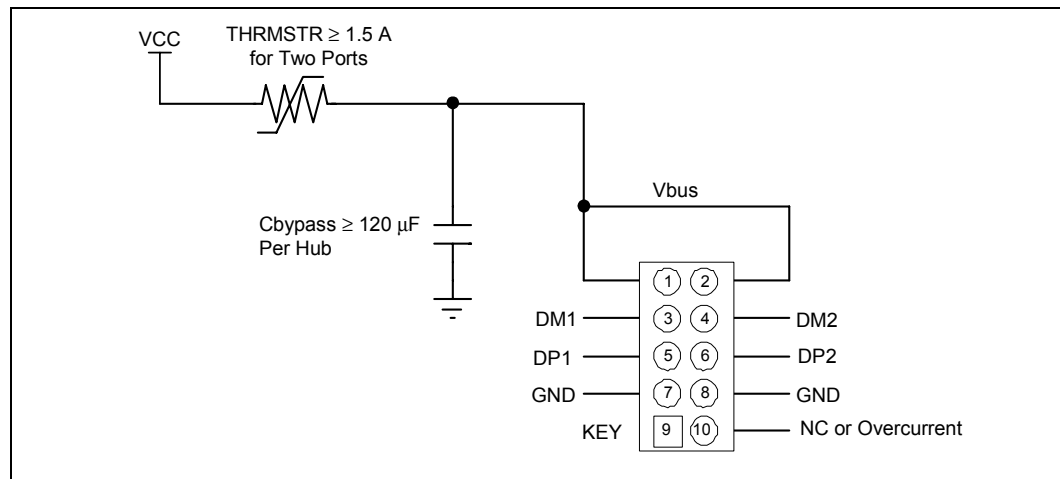 VCC
THRMSTR ≥ 1.5 A
for Two Ports
Vbus
Cbypass ≥ 120 μF
Per Hub
1 2
DM1 3 4 DM2
DP1 5 6 DP2
GND 7 8 GND
KEY 9 10 NC or Overcurrent